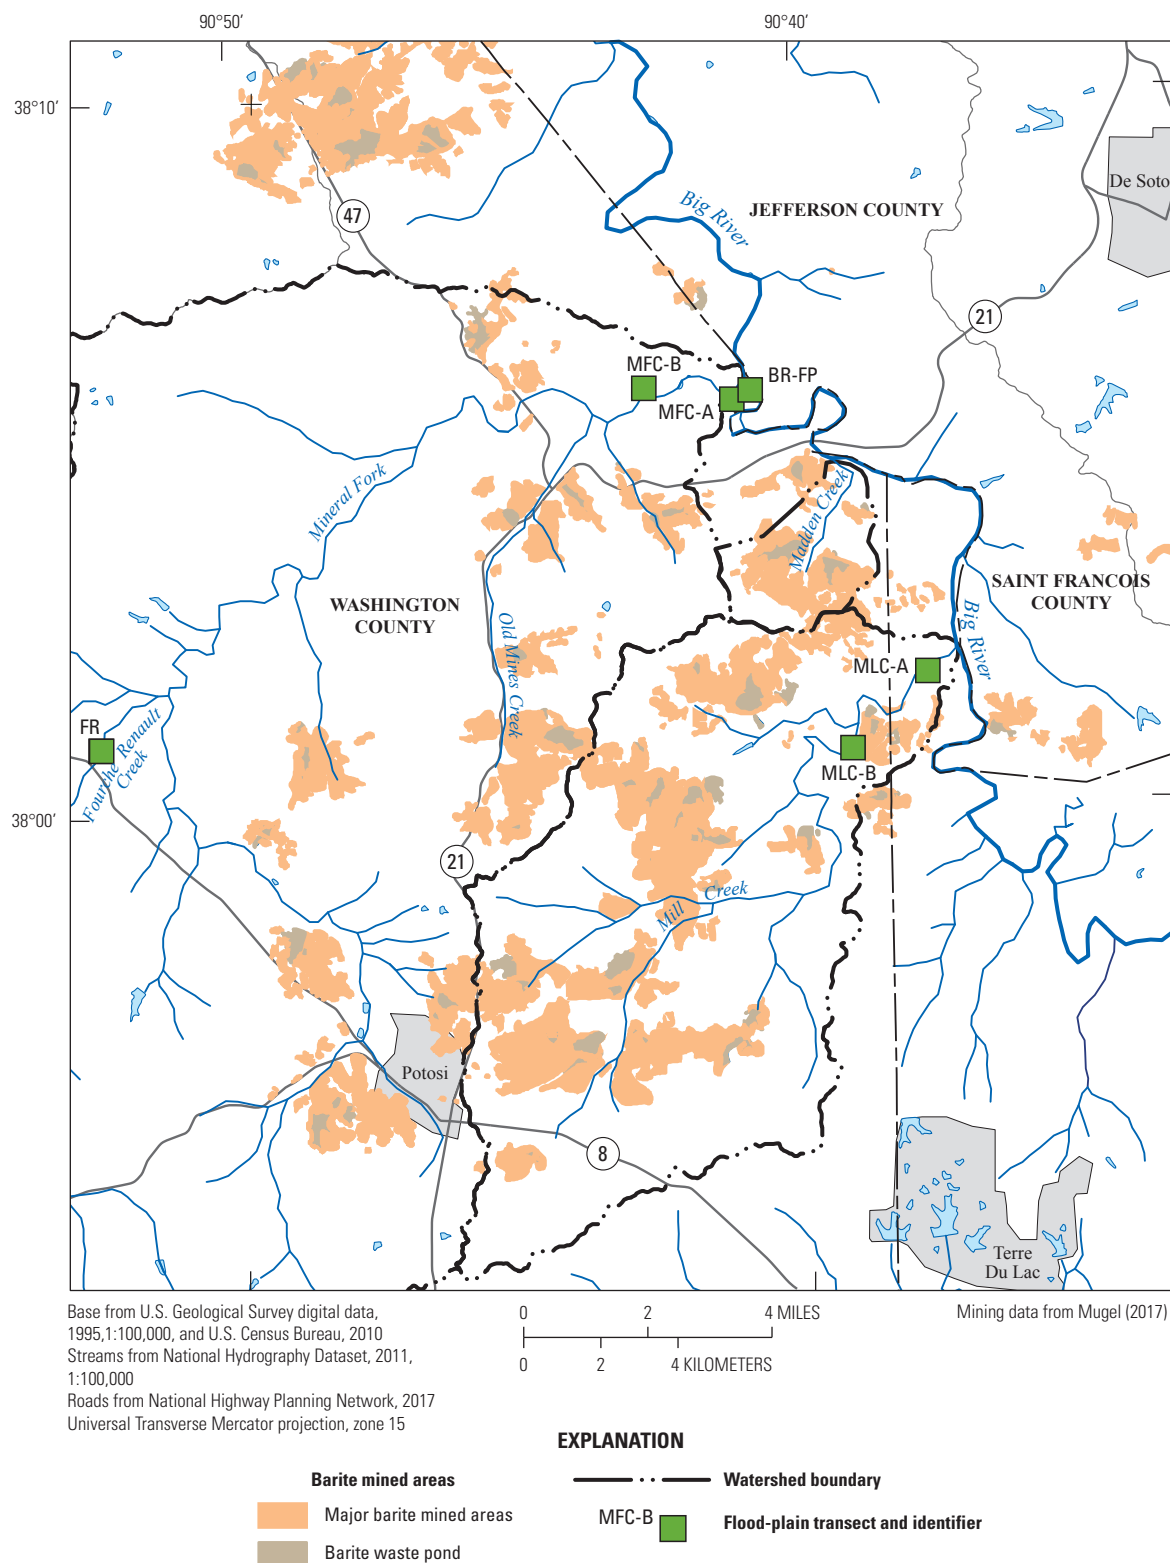 90°50′
90°40′
38°10′
De Soto
JEFFERSON COUNTY
Big River
47
21
MFC-B
BR-FP
MFC-A
Mineral Fork
Madden Creek
WASHINGTON
COUNTY
SAINT FRANCOIS
COUNTY
Old Mines Creek
Big River
MLC-A
FR
Fourche Renault
Creek
MLC-B
38°00′
21
Mill Creek
Potosi
8
Terre
Du Lac
Base from U.S. Geological Survey digital data,
1995,1:100,000, and U.S. Census Bureau, 2010
Streams from National Hydrography Dataset, 2011,
1:100,000
Roads from National Highway Planning Network, 2017
Universal Transverse Mercator projection, zone 15
0 2 4 MILES
0 2 4 KILOMETERS
Mining data from Mugel (2017)
EXPLANATION
Barite mined areas
Major barite mined areas
Barite waste pond
Watershed boundary
MFC-B
Flood-plain transect and identifier